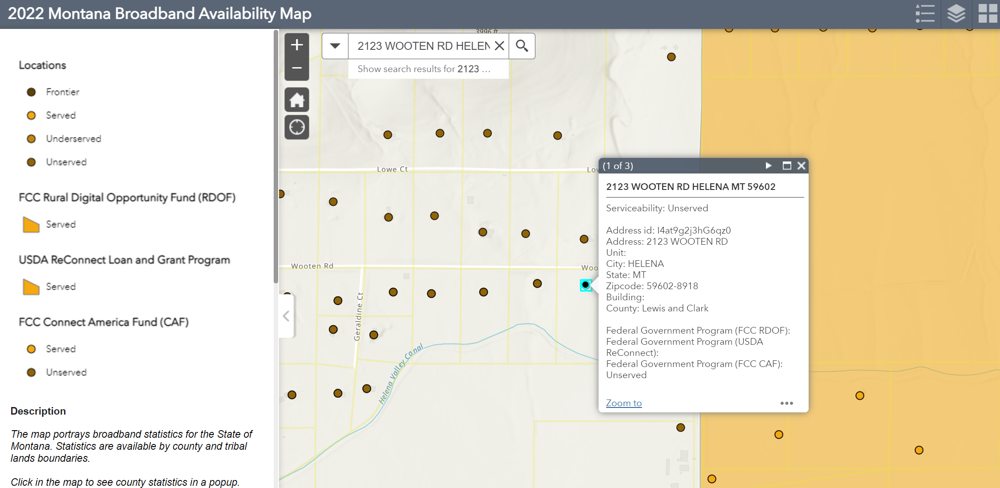 2022 Montana Broadband Availability Map
Locations
Frontier
Served
Underserved
Unserved
FCC Rural Digital Opportunity Fund (RDOF)
Served
USDA ReConnect Loan and Grant Program
Served
FCC Connect America Fund (CAF)
Served
Unserved
Description
The map portrays broadband statistics for the State of
Montana. Statistics are available by county and tribal
lands boundaries.
Click in the map to see county statistics in a popup.
3996 ft
2123 WOOTEN RD HELEN
Show search results for 2123 ...
Lowe Ct
Wooten Rd
Woo
Geraldine Ct
Helena Valley Canal
(1 of 3)
2123 WOOTEN RD HELENA MT 59602
Serviceability: Unserved
Address id: I4at9g2j3hG6qz0
Address: 2123 WOOTEN RD
Unit:
City: HELENA
State: MT
Zipcode: 59602-8918
Building:
County: Lewis and Clark
Federal Government Program (FCC RDOF):
Federal Government Program (USDA
ReConnect):
Federal Government Program (FCC CAF):
Unserved
Zoom to